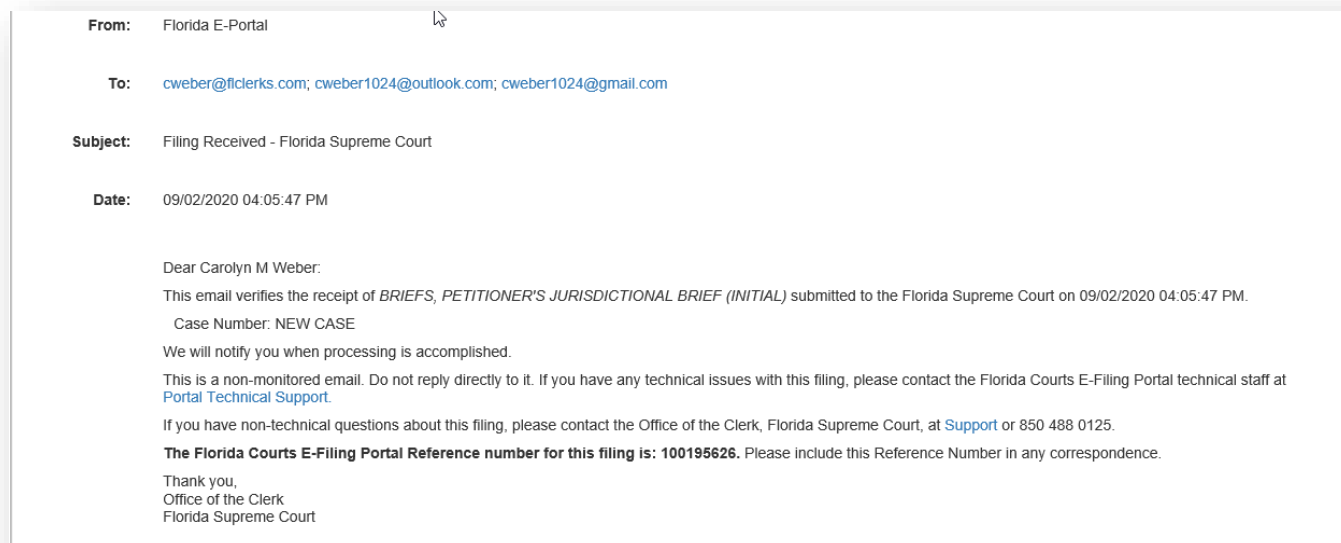 From: Florida E-Portal
To: cweber@flclerks.com; cweber1024@outlook.com; cweber1024@gmail.com
Subject: Filing Received - Florida Supreme Court
Date: 09/02/2020 04:05:47 PM
Dear Carolyn M Weber:
This email verifies the receipt of BRIEFS, PETITIONER'S JURISDICTIONAL BRIEF (INITIAL) submitted to the Florida Supreme Court on 09/02/2020 04:05:47 PM.
Case Number: NEW CASE
We will notify you when processing is accomplished.
This is a non-monitored email. Do not reply directly to it. If you have any technical issues with this filing, please contact the Florida Courts E-Filing Portal technical staff at
Portal Technical Support.
If you have non-technical questions about this filing, please contact the Office of the Clerk, Florida Supreme Court, at Support or 850 488 0125.
The Florida Courts E-Filing Portal Reference number for this filing is: 100195626. Please include this Reference Number in any correspondence.
Thank you,
Office of the Clerk
Florida Supreme Court